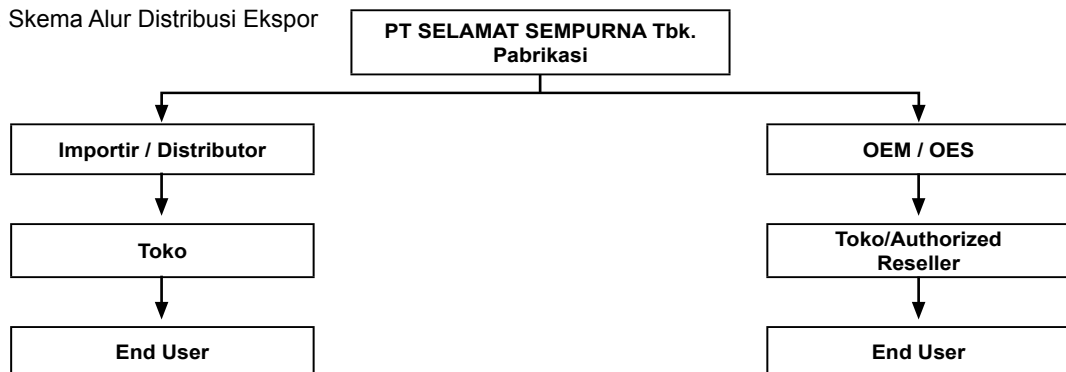 Skema Alur Distribusi Ekspor
PT SELAMAT SEMPURNA Tbk.
Pabrikasi
Importir / Distributor
OEM / OES
Toko
Toko/Authorized
Reseller
End User
End User